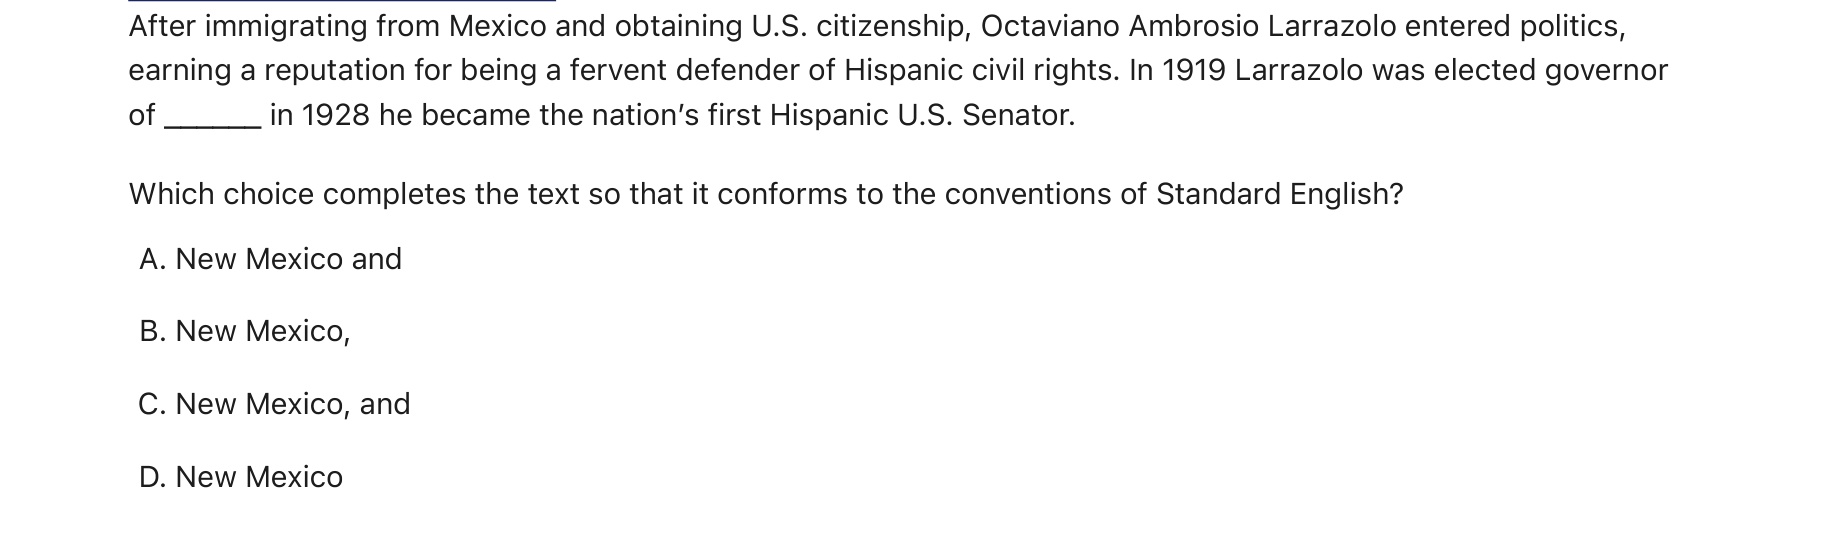 After immigrating from Mexico and obtaining U.S. citizenship, Octaviano Ambrosio Larrazolo entered politics,
earning a reputation for being a fervent defender of Hispanic civil rights. In 1919 Larrazolo was elected governor
of ______ in 1928 he became the nation’s first Hispanic U.S. Senator.
Which choice completes the text so that it conforms to the conventions of Standard English?
A. New Mexico and
B. New Mexico,
C. New Mexico, and
D. New Mexico